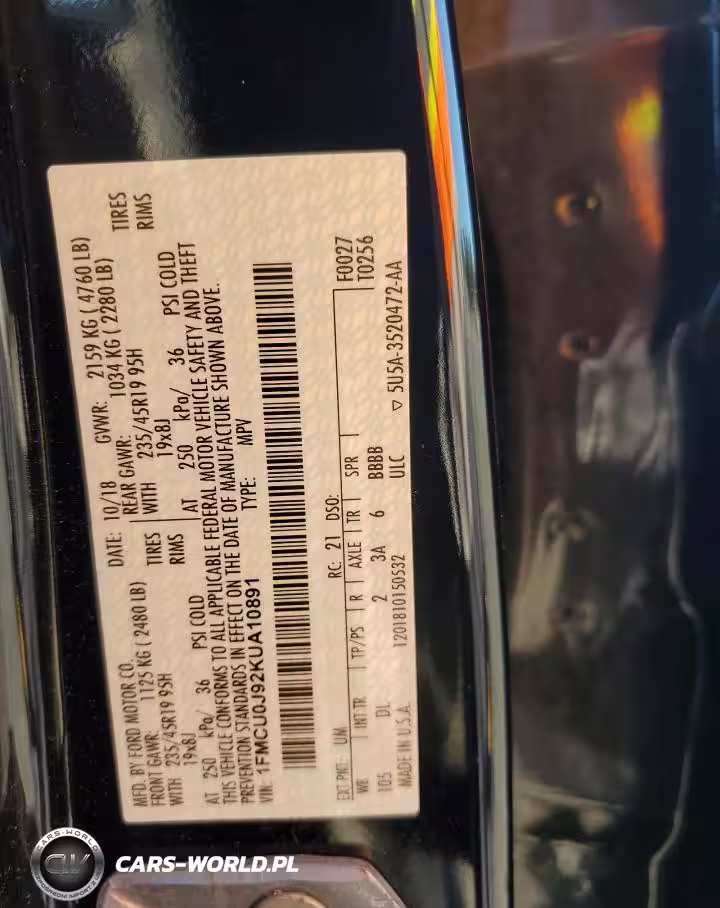 MFD. BY FORD MOTOR CO. DATE: 10/18 GVWR: 2159 KG ( 4760 LB)
FRONT GAWR: 1125 KG ( 2480 LB) REAR GAWR: 1034 KG ( 2280 LB)
WITH 235/45R19 95H TIRES WITH 235/45R19 95H TIRES
19x8J RIMS 19x8J RIMS
AT 250 kPa/ 36 PSI COLD AT 250 kPa/ 36 PSI COLD
THIS VEHICLE CONFORMS TO ALL APPLICABLE FEDERAL MOTOR VEHICLE SAFETY AND THEFT
PREVENTION STANDARDS IN EFFECT ON THE DATE OF MANUFACTURE SHOWN ABOVE.
VIN: 1FMCU0J92KUA10891 TYPE: MPV
EXT PNT: UM RC: 21 DSO: F0027
WB INT TR TP/PS R AXLE TR SPR T0256
105 DL 2 3A 6 BBBB
MADE IN U.S.A. 1201810150532 ULC ▽ 5U5A-3520472-AA
CARS-WORLD
CW
CARS-WORLD.PL